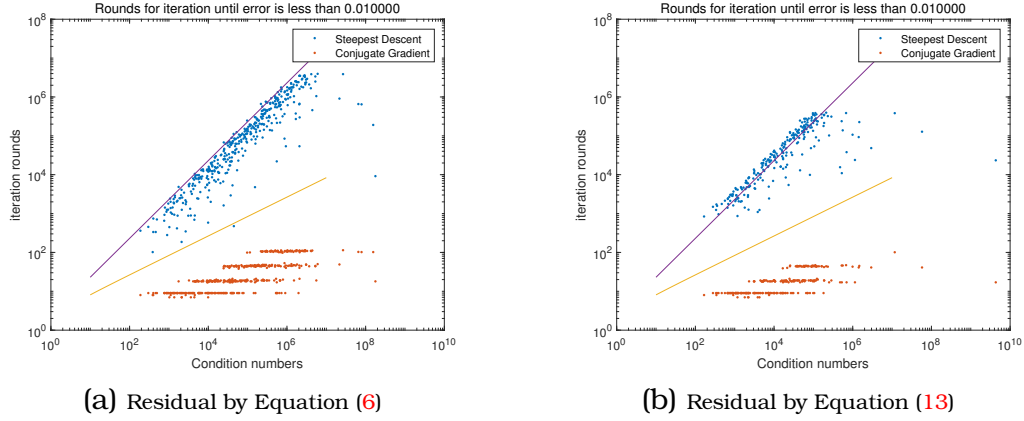 Rounds for iteration until error is less than 0.010000
10^8
10^6
10^4
10^2
10^0
iteration rounds
Steepest Descent
Conjugate Gradient
10^0 10^2 10^4 10^6 10^8 10^10
Condition numbers
(a) Residual by Equation (6)
Rounds for iteration until error is less than 0.010000
10^8
10^6
10^4
10^2
10^0
iteration rounds
Steepest Descent
Conjugate Gradient
10^0 10^2 10^4 10^6 10^8 10^10
Condition numbers
(b) Residual by Equation (13)